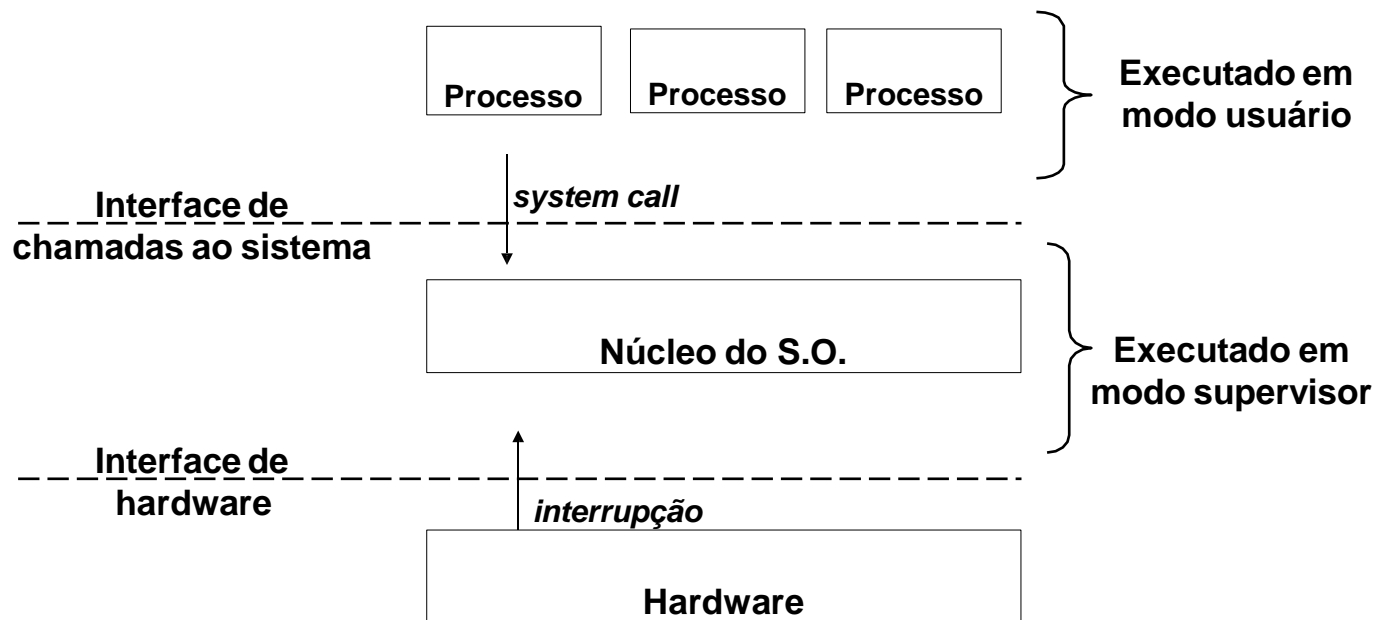 Processo
Processo
Processo
Executado em
modo usuário
system call
Interface de
chamadas ao sistema
Núcleo do S.O.
Executado em
modo supervisor
Interface de
hardware
interrupção
Hardware